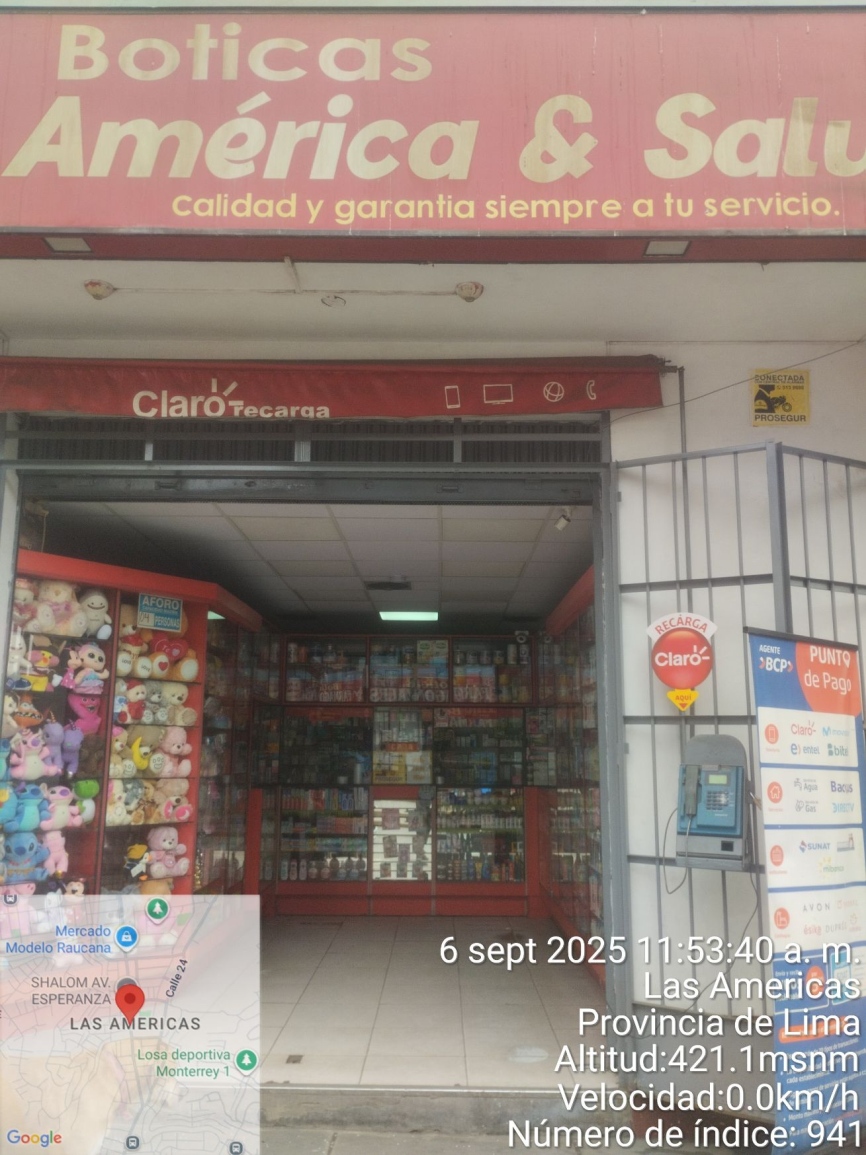 Boticas
América & Salu
Calidad y garantia siempre a tu servicio.
Claro recarga
CONECTADA
PROSEGUR
AFORO
PERSONAS
RECARGA
Claro
AQUÍ
AGENTE
BCP
PUNTO
de Pago
Claro
entel
bitel
Agua
Gas
DIRECTV
SUNAT
AVON
Mercado
Modelo Raucana
SHALOM AV.
ESPERANZA
Calle 24
LAS AMERICAS
Losa deportiva
Monterrey 1
Google
6 sept 2025 11:53:40 a. m.
Las Americas
Provincia de Lima
Altitud:421.1msnm
Velocidad:0.0km/h
Número de índice: 941